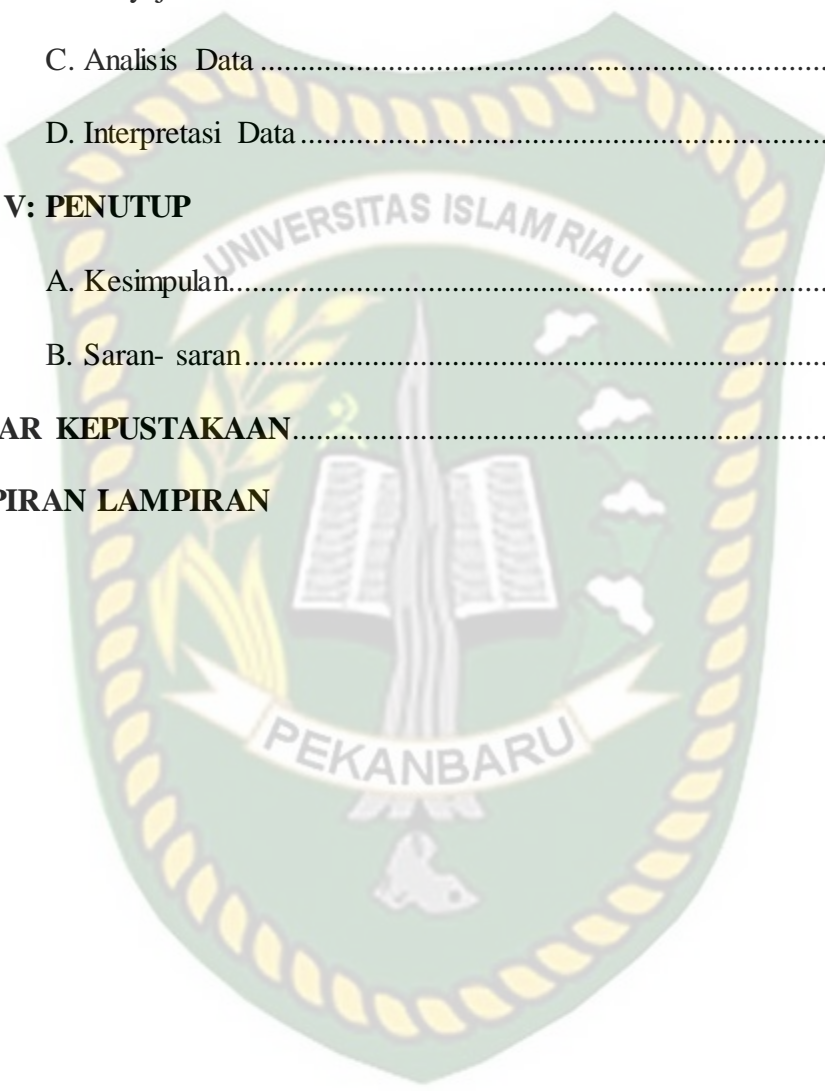 C. Analisis Data ................................................................
D. Interpretasi Data ................................................................
V: PENUTUP
A. Kesimpulan................................................................
B. Saran- saran................................................................
AR KEPUSTAKAAN................................................................
PIRAN LAMPIRAN
UNIVERSITAS ISLAM RIAU
PEKANBARU